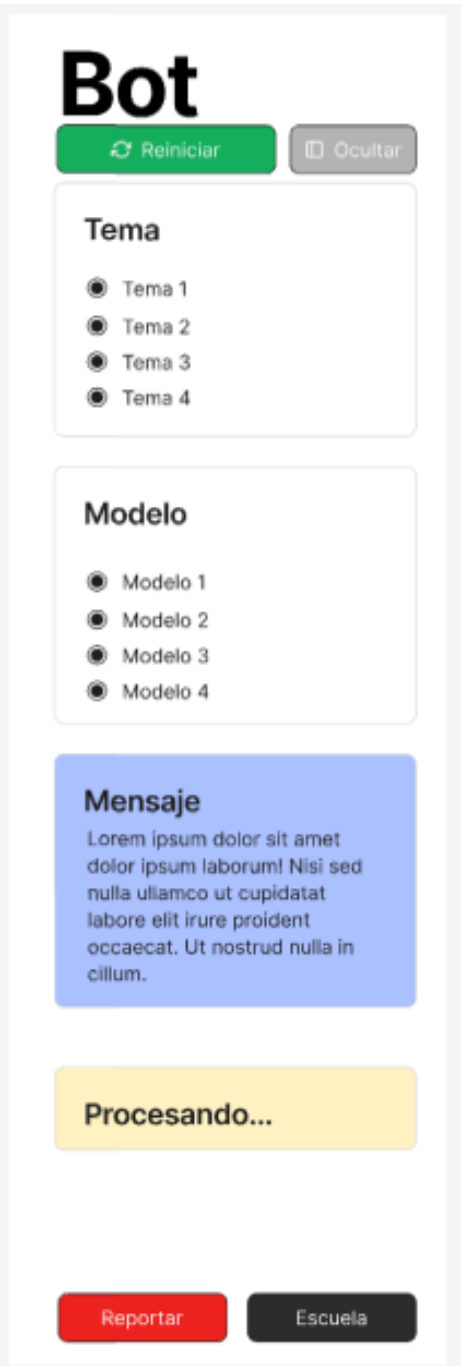 Bot
Reiniciar
Ocultar
Tema
Tema 1
Tema 2
Tema 3
Tema 4
Modelo
Modelo 1
Modelo 2
Modelo 3
Modelo 4
Mensaje
Lorem ipsum dolor sit amet
dolor ipsum laborum! Nisi sed
nulla ullamco ut cupidatat
labore elit irure proident
occaecat. Ut nostrud nulla in
cillum.
Procesando...
Reportar
Escuela